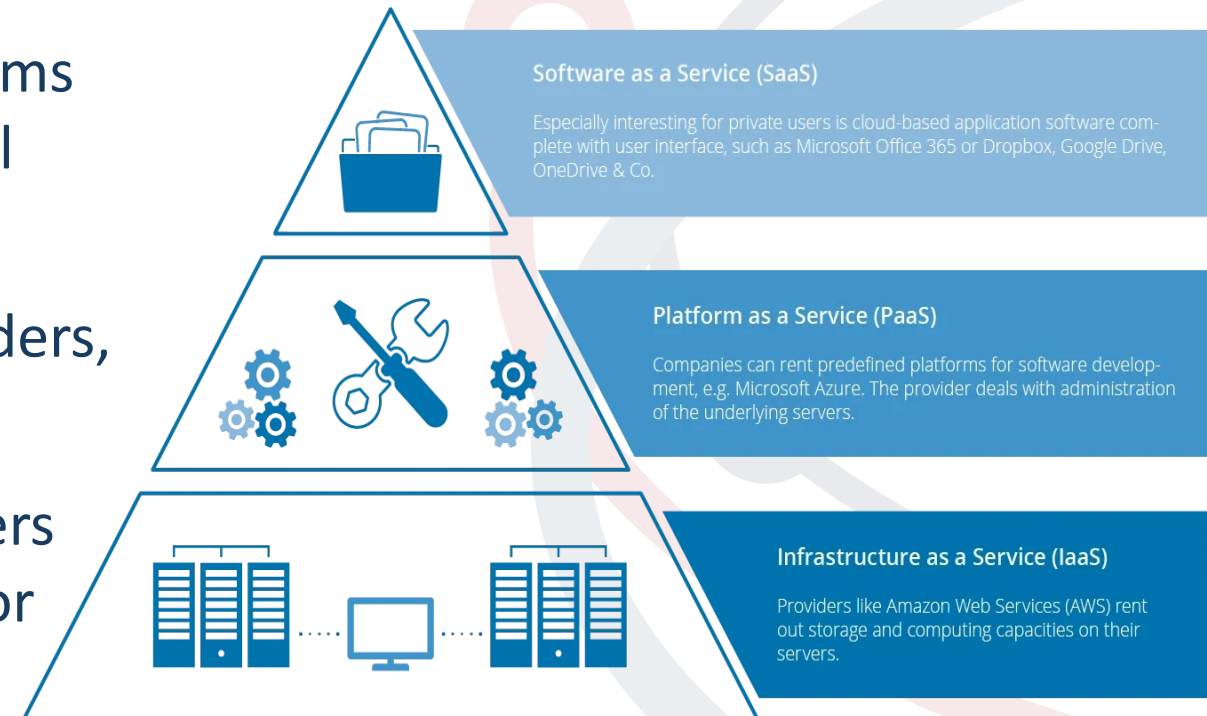 ms
l
ders,
ers
or
Software as a Service (SaaS)
Especially interesting for private users is cloud-based application software com-
plete with user interface, such as Microsoft Office 365 or Dropbox, Google Drive,
OneDrive & Co.
Platform as a Service (PaaS)
Companies can rent predefined platforms for software develop-
ment, e.g. Microsoft Azure. The provider deals with administration
of the underlying servers.
Infrastructure as a Service (IaaS)
Providers like Amazon Web Services (AWS) rent
out storage and computing capacities on their
servers.